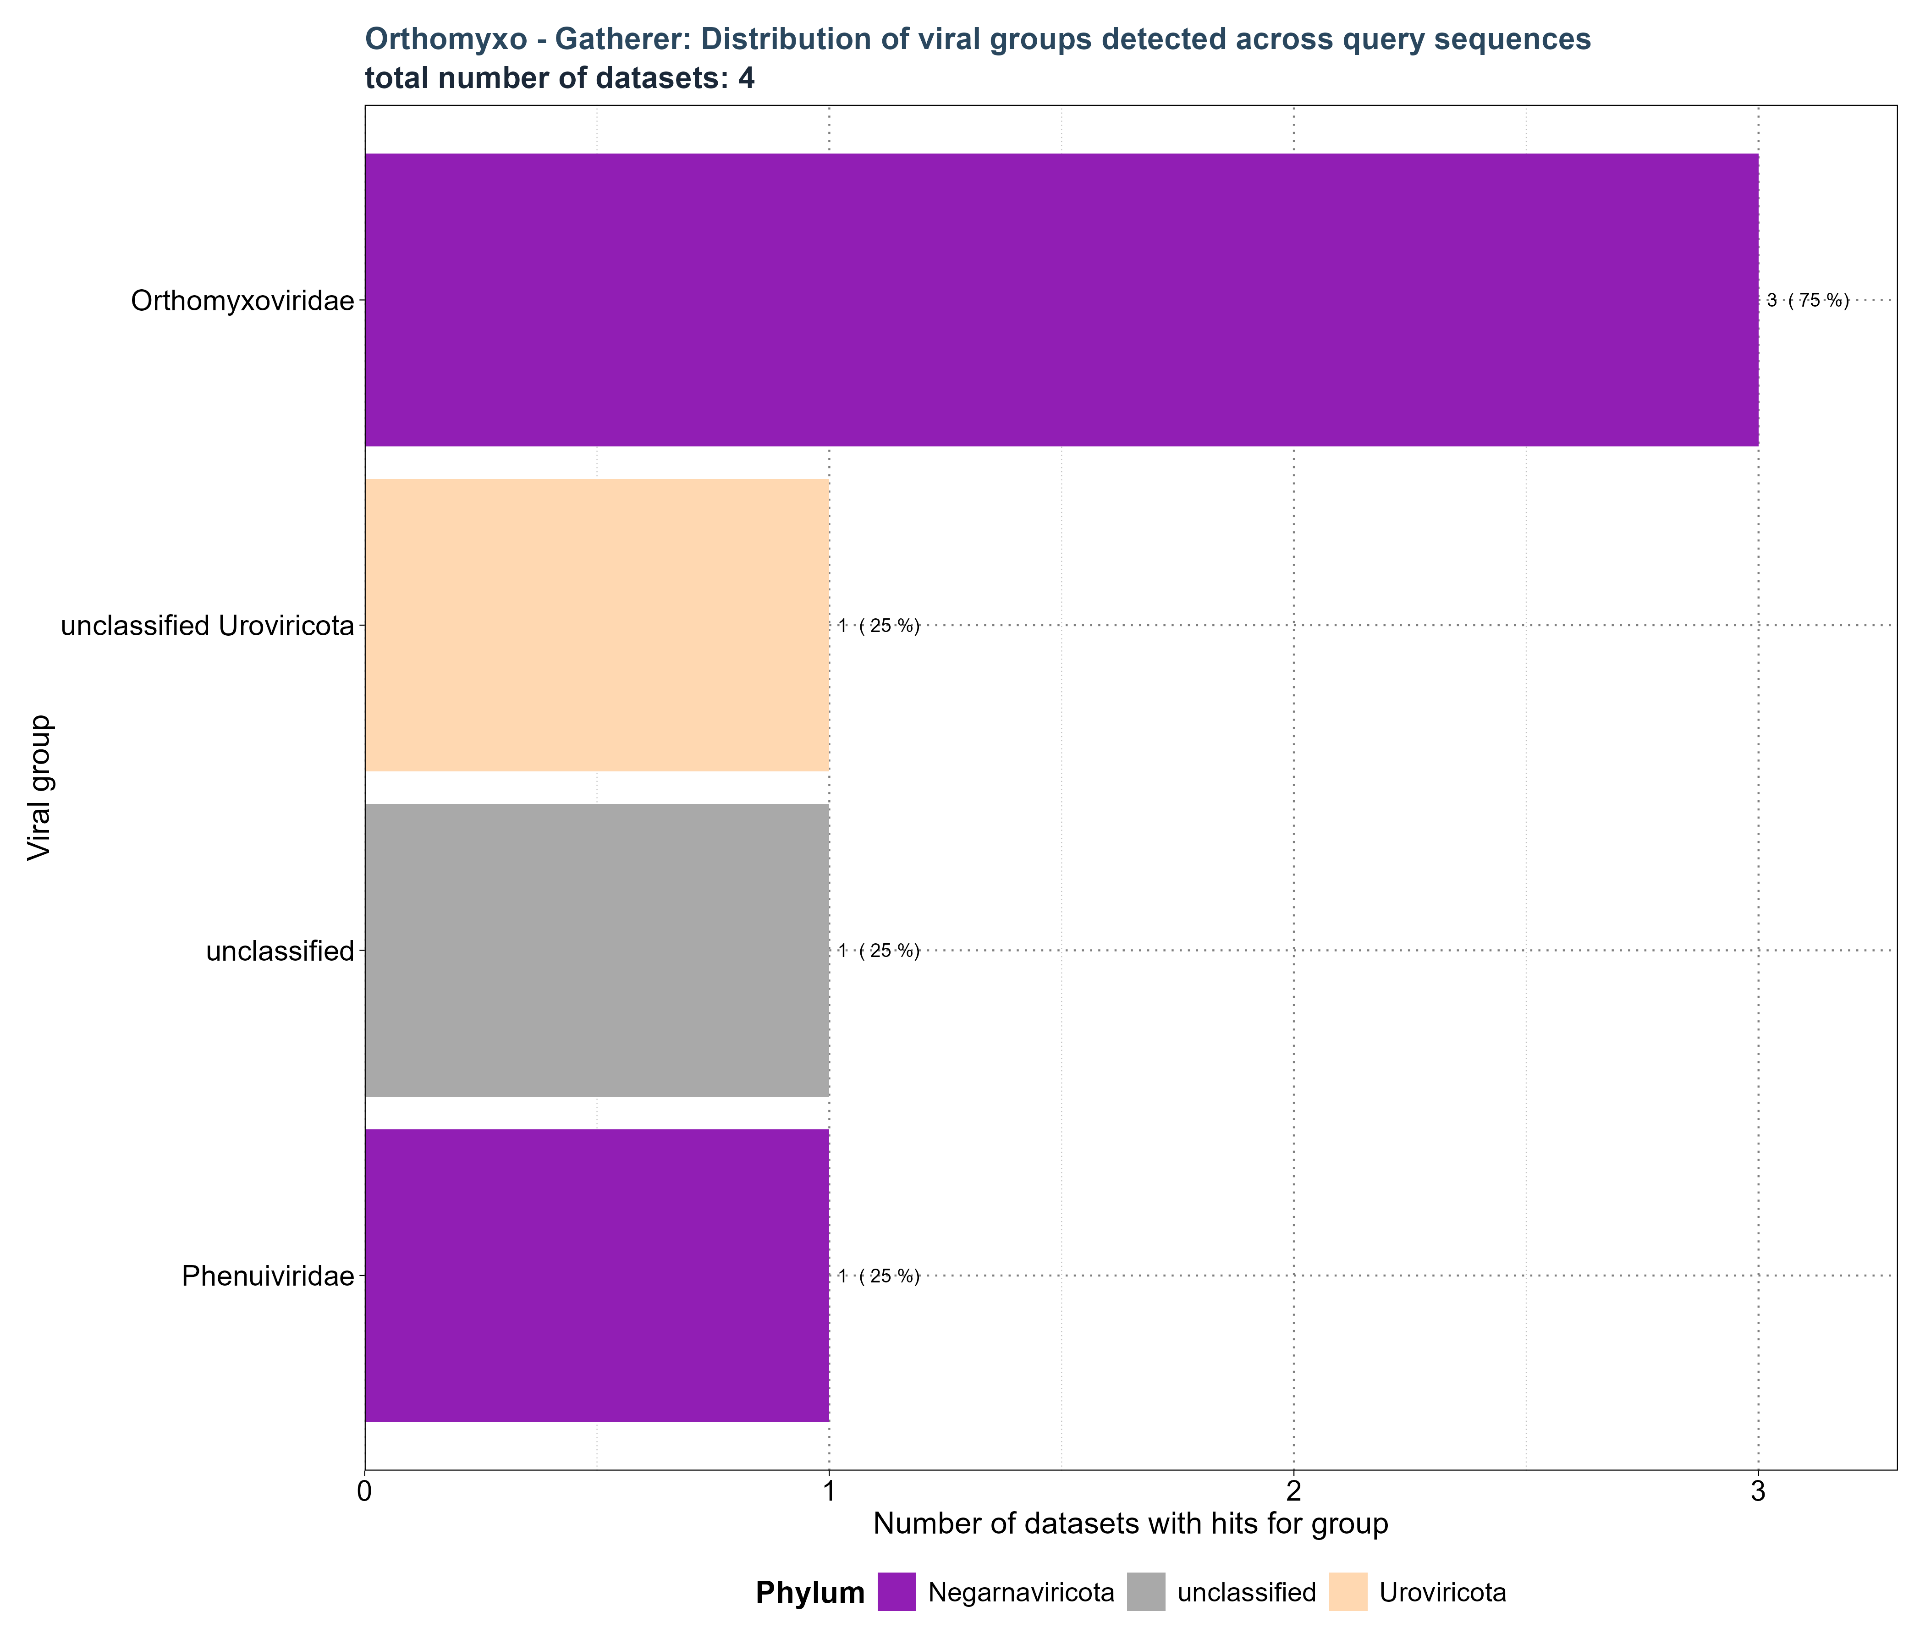 Orthomyxo - Gatherer: Distribution of viral groups detected across query sequences
total number of datasets: 4
Orthomyxoviridae
3 ( 75 %)
unclassified Uroviricota
1 ( 25 %)
unclassified
1 ( 25 %)
Phenuiviridae
1 ( 25 %)
Viral group
0 1 2 3
Number of datasets with hits for group
Phylum Negarnaviricota unclassified Uroviricota